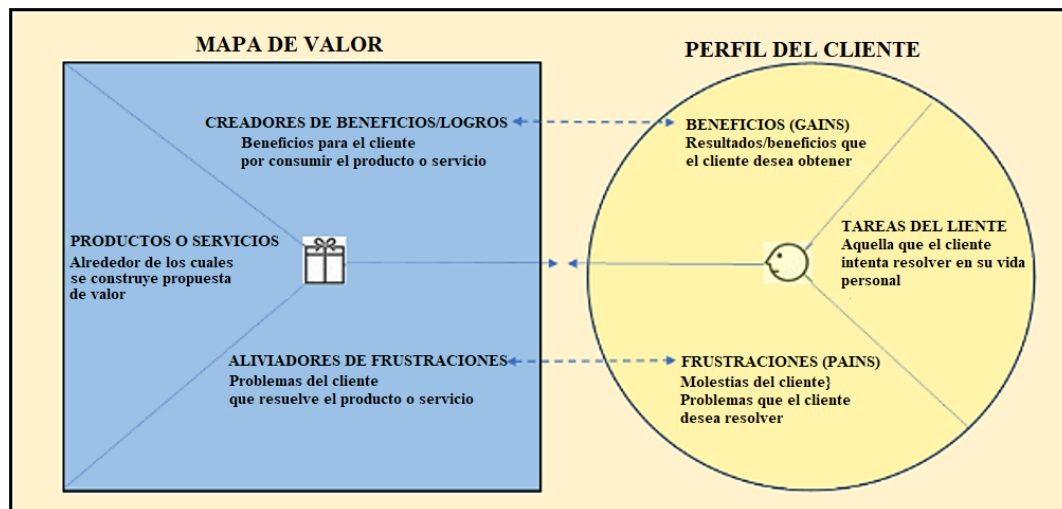 MAPA DE VALOR
CREADORES DE BENEFICIOS/LOGROS
Beneficios para el cliente
por consumir el producto o servicio
PRODUCTOS O SERVICIOS
Alrededor de los cuales
se construye propuesta
de valor
ALIVIADORES DE FRUSTRACIONES
Problemas del cliente
que resuelve el producto o servicio
PERFIL DEL CLIENTE
BENEFICIOS (GAINS)
Resultados/beneficios que
el cliente desea obtener
TAREAS DEL LIENTE
Aquella que el cliente
intenta resolver en su vida
personal
FRUSTRACIONES (PAINS)
Molestias del cliente}
Problemas que el cliente
desea resolver